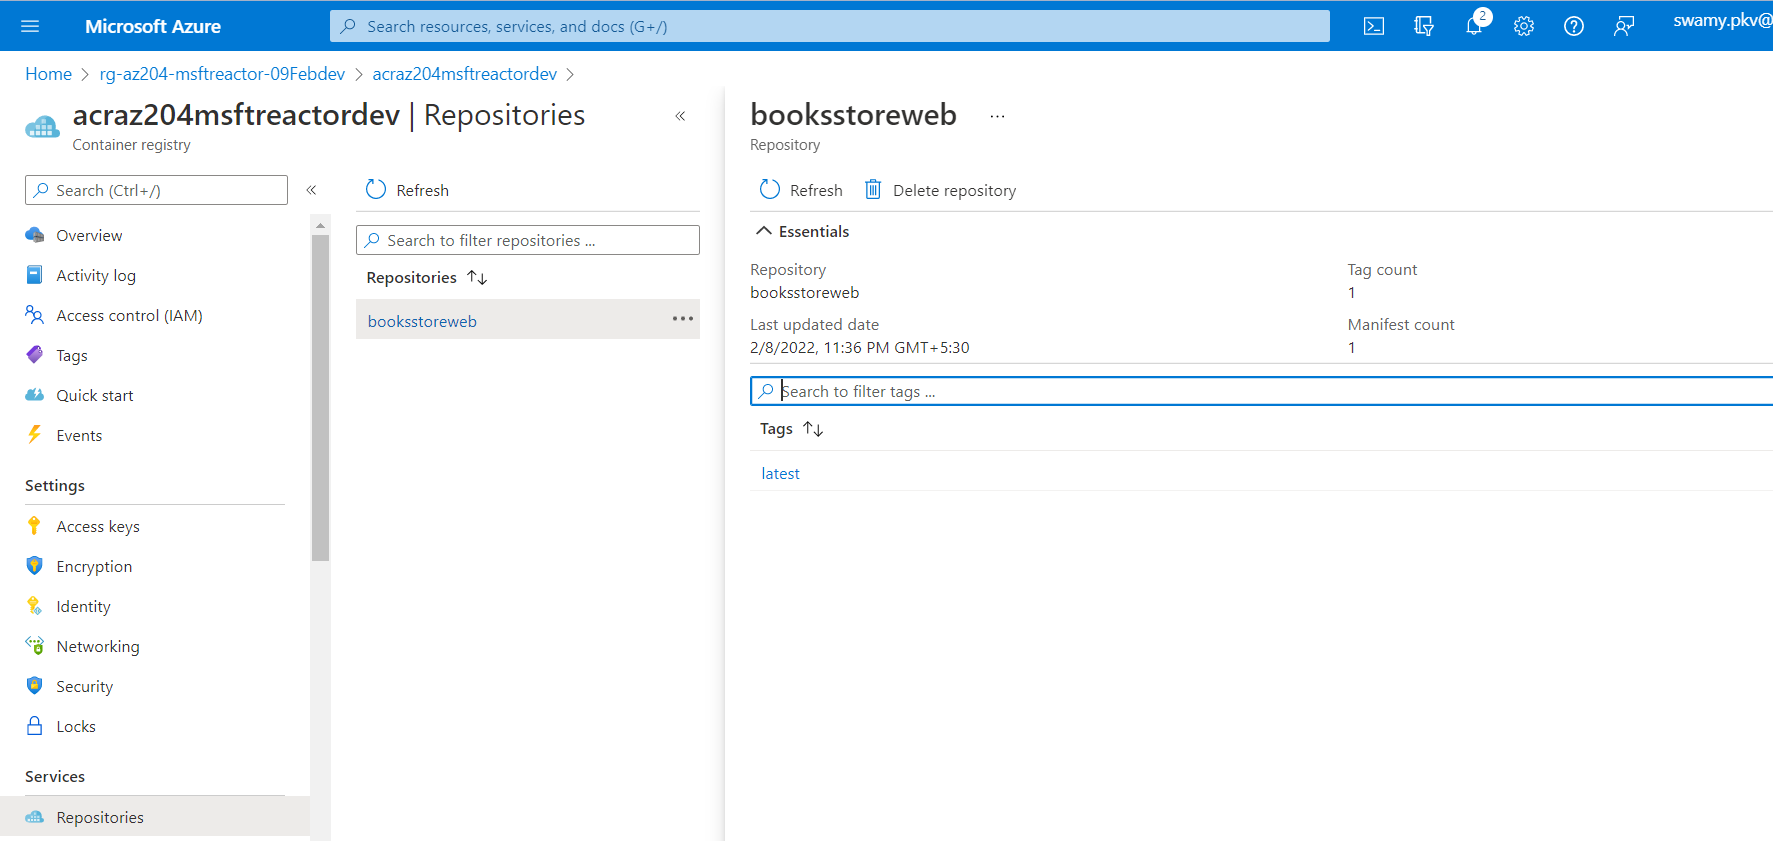 Microsoft Azure
Search resources, services, and docs (G+/)
2
swamy.pkv@
Home > rg-az204-msftreactor-09Febdev > acraz204msftreactordev >
acraz204msftreactordev | Repositories
Container registry
Search (Ctrl+/)
Overview
Activity log
Access control (IAM)
Tags
Quick start
Events
Settings
Access keys
Encryption
Identity
Networking
Security
Locks
Services
Repositories
Refresh
Search to filter repositories ...
Repositories
booksstoreweb
booksstoreweb
Repository
Refresh
Delete repository
Essentials
Repository
booksstoreweb
Last updated date
2/8/2022, 11:36 PM GMT+5:30
Tag count
1
Manifest count
1
Search to filter tags ...
Tags
latest